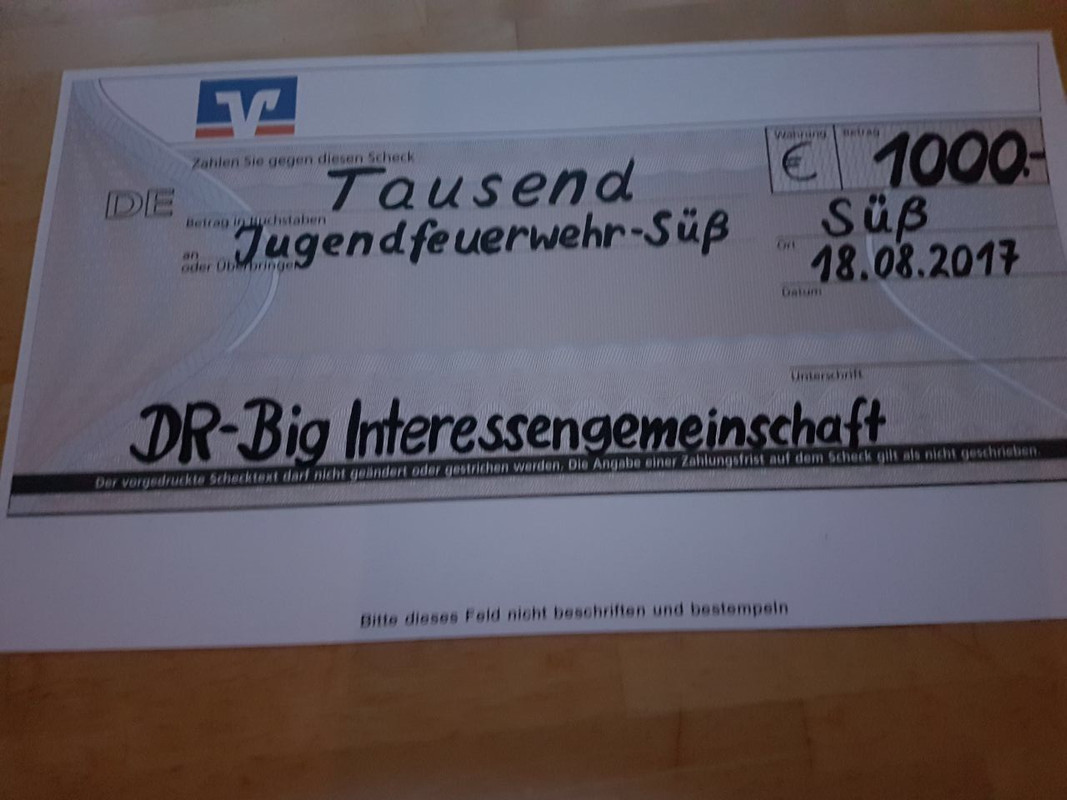 Währung Betrag
€ 1000.-
Zahlen Sie gegen diesen Scheck
Tausend
DE
Betrag in Buchstaben
Süß
Jugendfeuerwehr-Süß
an
oder Überbringer
Ort
18.08.2017
Datum
Unterschrift
DR-Big Interessengemeinschaft
Der vorgedruckte Schecktext darf nicht geändert oder gestrichen werden. Die Angabe einer Zahlungsfrist auf dem Scheck gilt als nicht geschrieben.
Bitte dieses Feld nicht beschriften und bestempeln